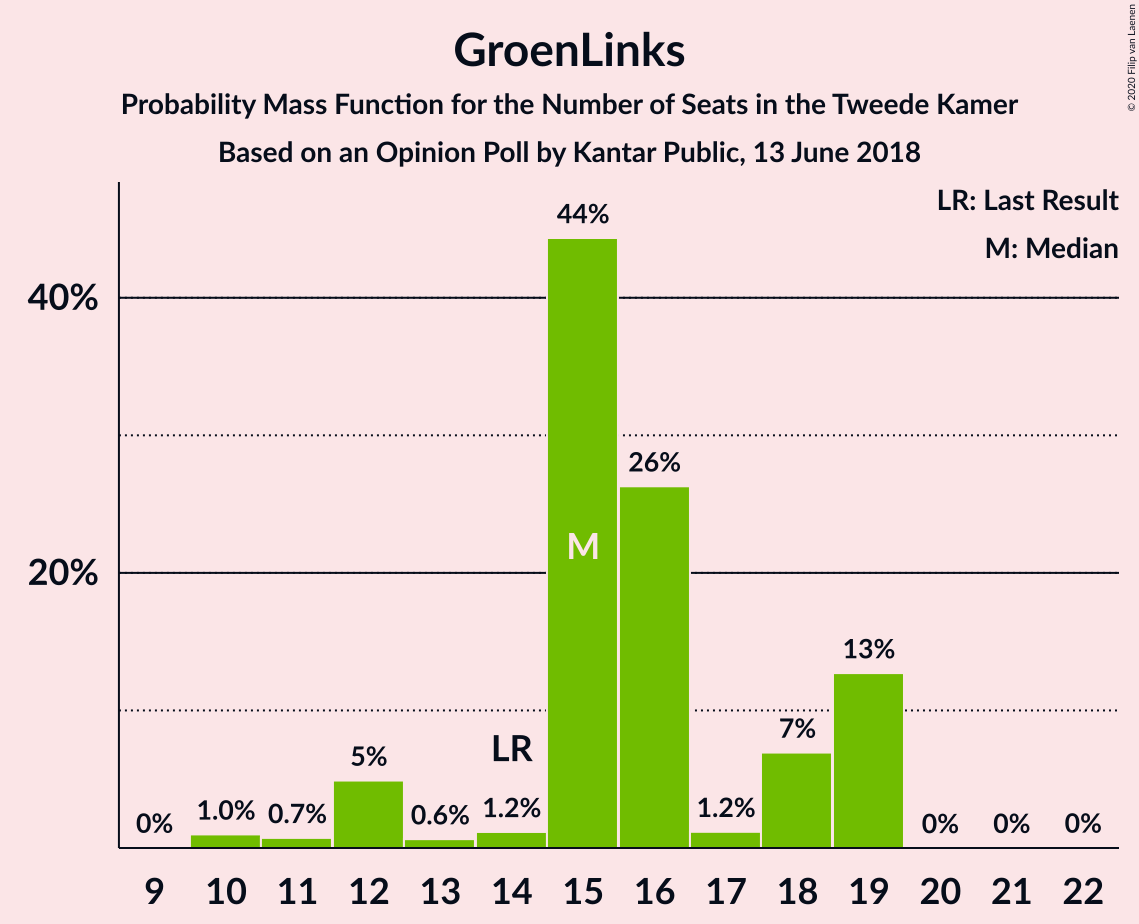 GroenLinks
Probability Mass Function for the Number of Seats in the Tweede Kamer
Based on an Opinion Poll by Kantar Public, 13 June 2018
© 2020 Filip van Laenen
LR: Last Result
M: Median
44%
40%
26%
M
20%
13%
7%
LR
5%
0%
1.0%
0.7%
0.6%
1.2%
1.2%
0%
0%
0%
9 10 11 12 13 14 15 16 17 18 19 20 21 22